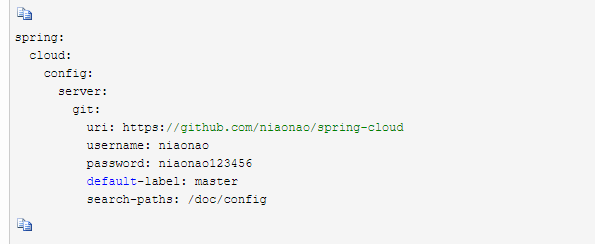 spring:
  cloud:
    config:
      server:
        git:
          uri: https://github.com/niaonao/spring-cloud
          username: niaonao
          password: niaonao123456
          default-label: master
          search-paths: /doc/config